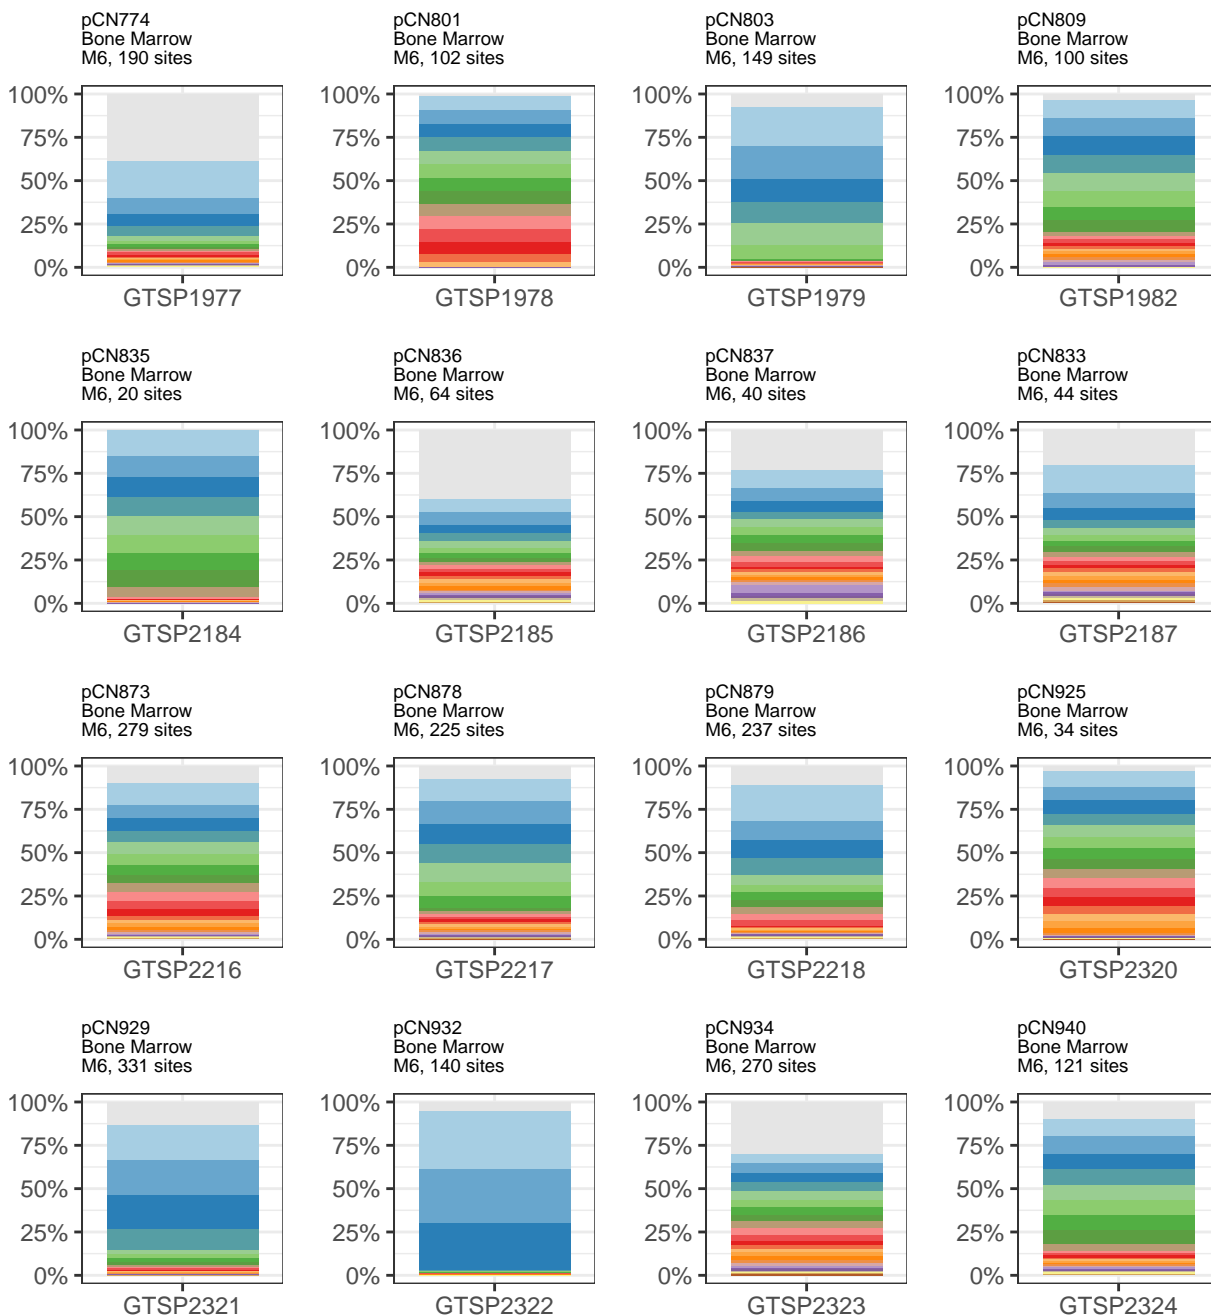 pCN774
Bone Marrow
M6, 190 sites
100%
75%
50%
25%
0%
GTSP1977
pCN801
Bone Marrow
M6, 102 sites
100%
75%
50%
25%
0%
GTSP1978
pCN803
Bone Marrow
M6, 149 sites
100%
75%
50%
25%
0%
GTSP1979
pCN809
Bone Marrow
M6, 100 sites
100%
75%
50%
25%
0%
GTSP1982
pCN835
Bone Marrow
M6, 20 sites
100%
75%
50%
25%
0%
GTSP2184
pCN836
Bone Marrow
M6, 64 sites
100%
75%
50%
25%
0%
GTSP2185
pCN837
Bone Marrow
M6, 40 sites
100%
75%
50%
25%
0%
GTSP2186
pCN833
Bone Marrow
M6, 44 sites
100%
75%
50%
25%
0%
GTSP2187
pCN873
Bone Marrow
M6, 279 sites
100%
75%
50%
25%
0%
GTSP2216
pCN878
Bone Marrow
M6, 225 sites
100%
75%
50%
25%
0%
GTSP2217
pCN879
Bone Marrow
M6, 237 sites
100%
75%
50%
25%
0%
GTSP2218
pCN925
Bone Marrow
M6, 34 sites
100%
75%
50%
25%
0%
GTSP2320
pCN929
Bone Marrow
M6, 331 sites
100%
75%
50%
25%
0%
GTSP2321
pCN932
Bone Marrow
M6, 140 sites
100%
75%
50%
25%
0%
GTSP2322
pCN934
Bone Marrow
M6, 270 sites
100%
75%
50%
25%
0%
GTSP2323
pCN940
Bone Marrow
M6, 121 sites
100%
75%
50%
25%
0%
GTSP2324